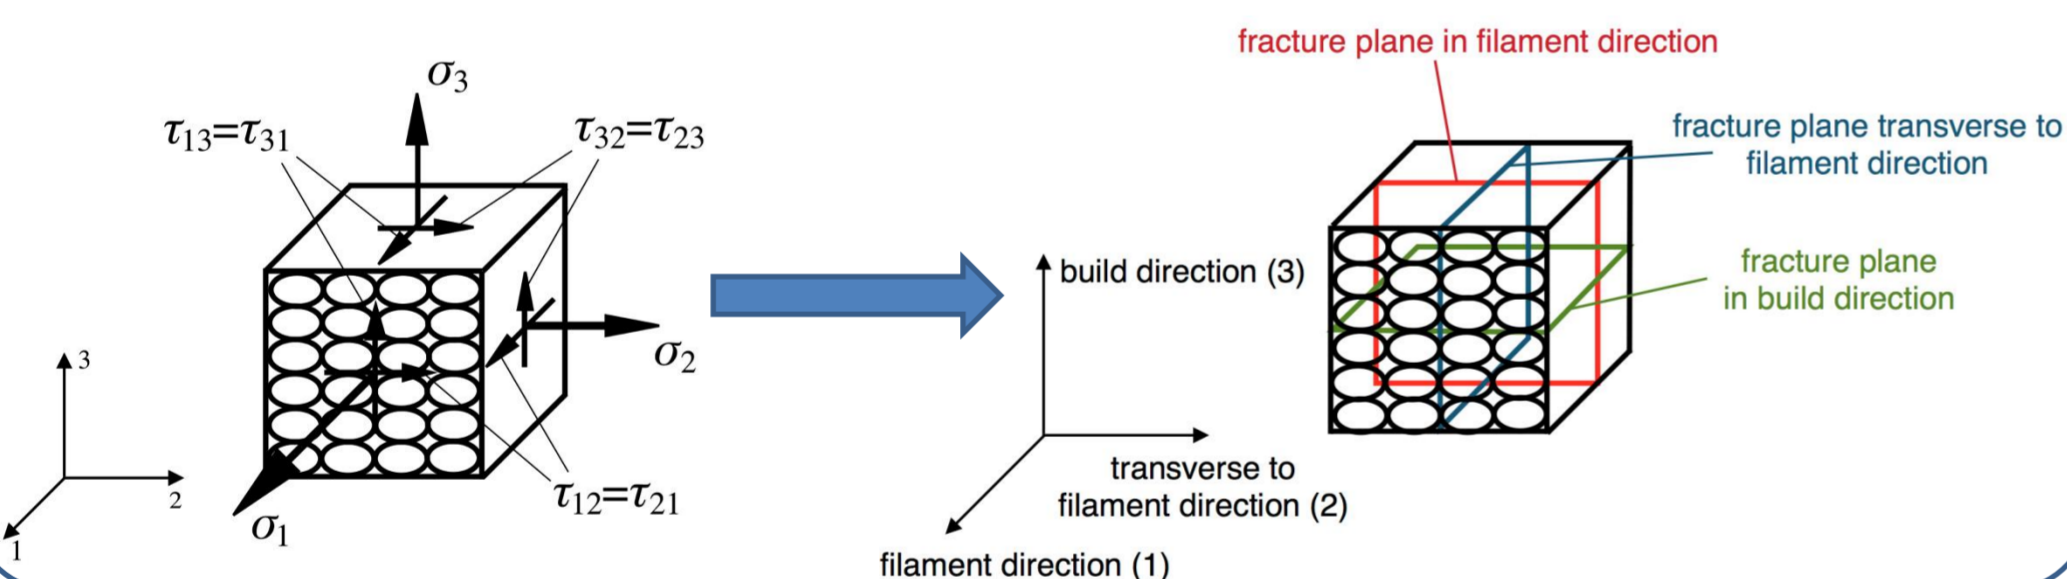 σ3
τ13=τ31
τ32=τ23
σ2
τ12=τ21
σ1
3
2
1
fracture plane in filament direction
fracture plane transverse to
filament direction
fracture plane
in build direction
build direction (3)
transverse to
filament direction (2)
filament direction (1)